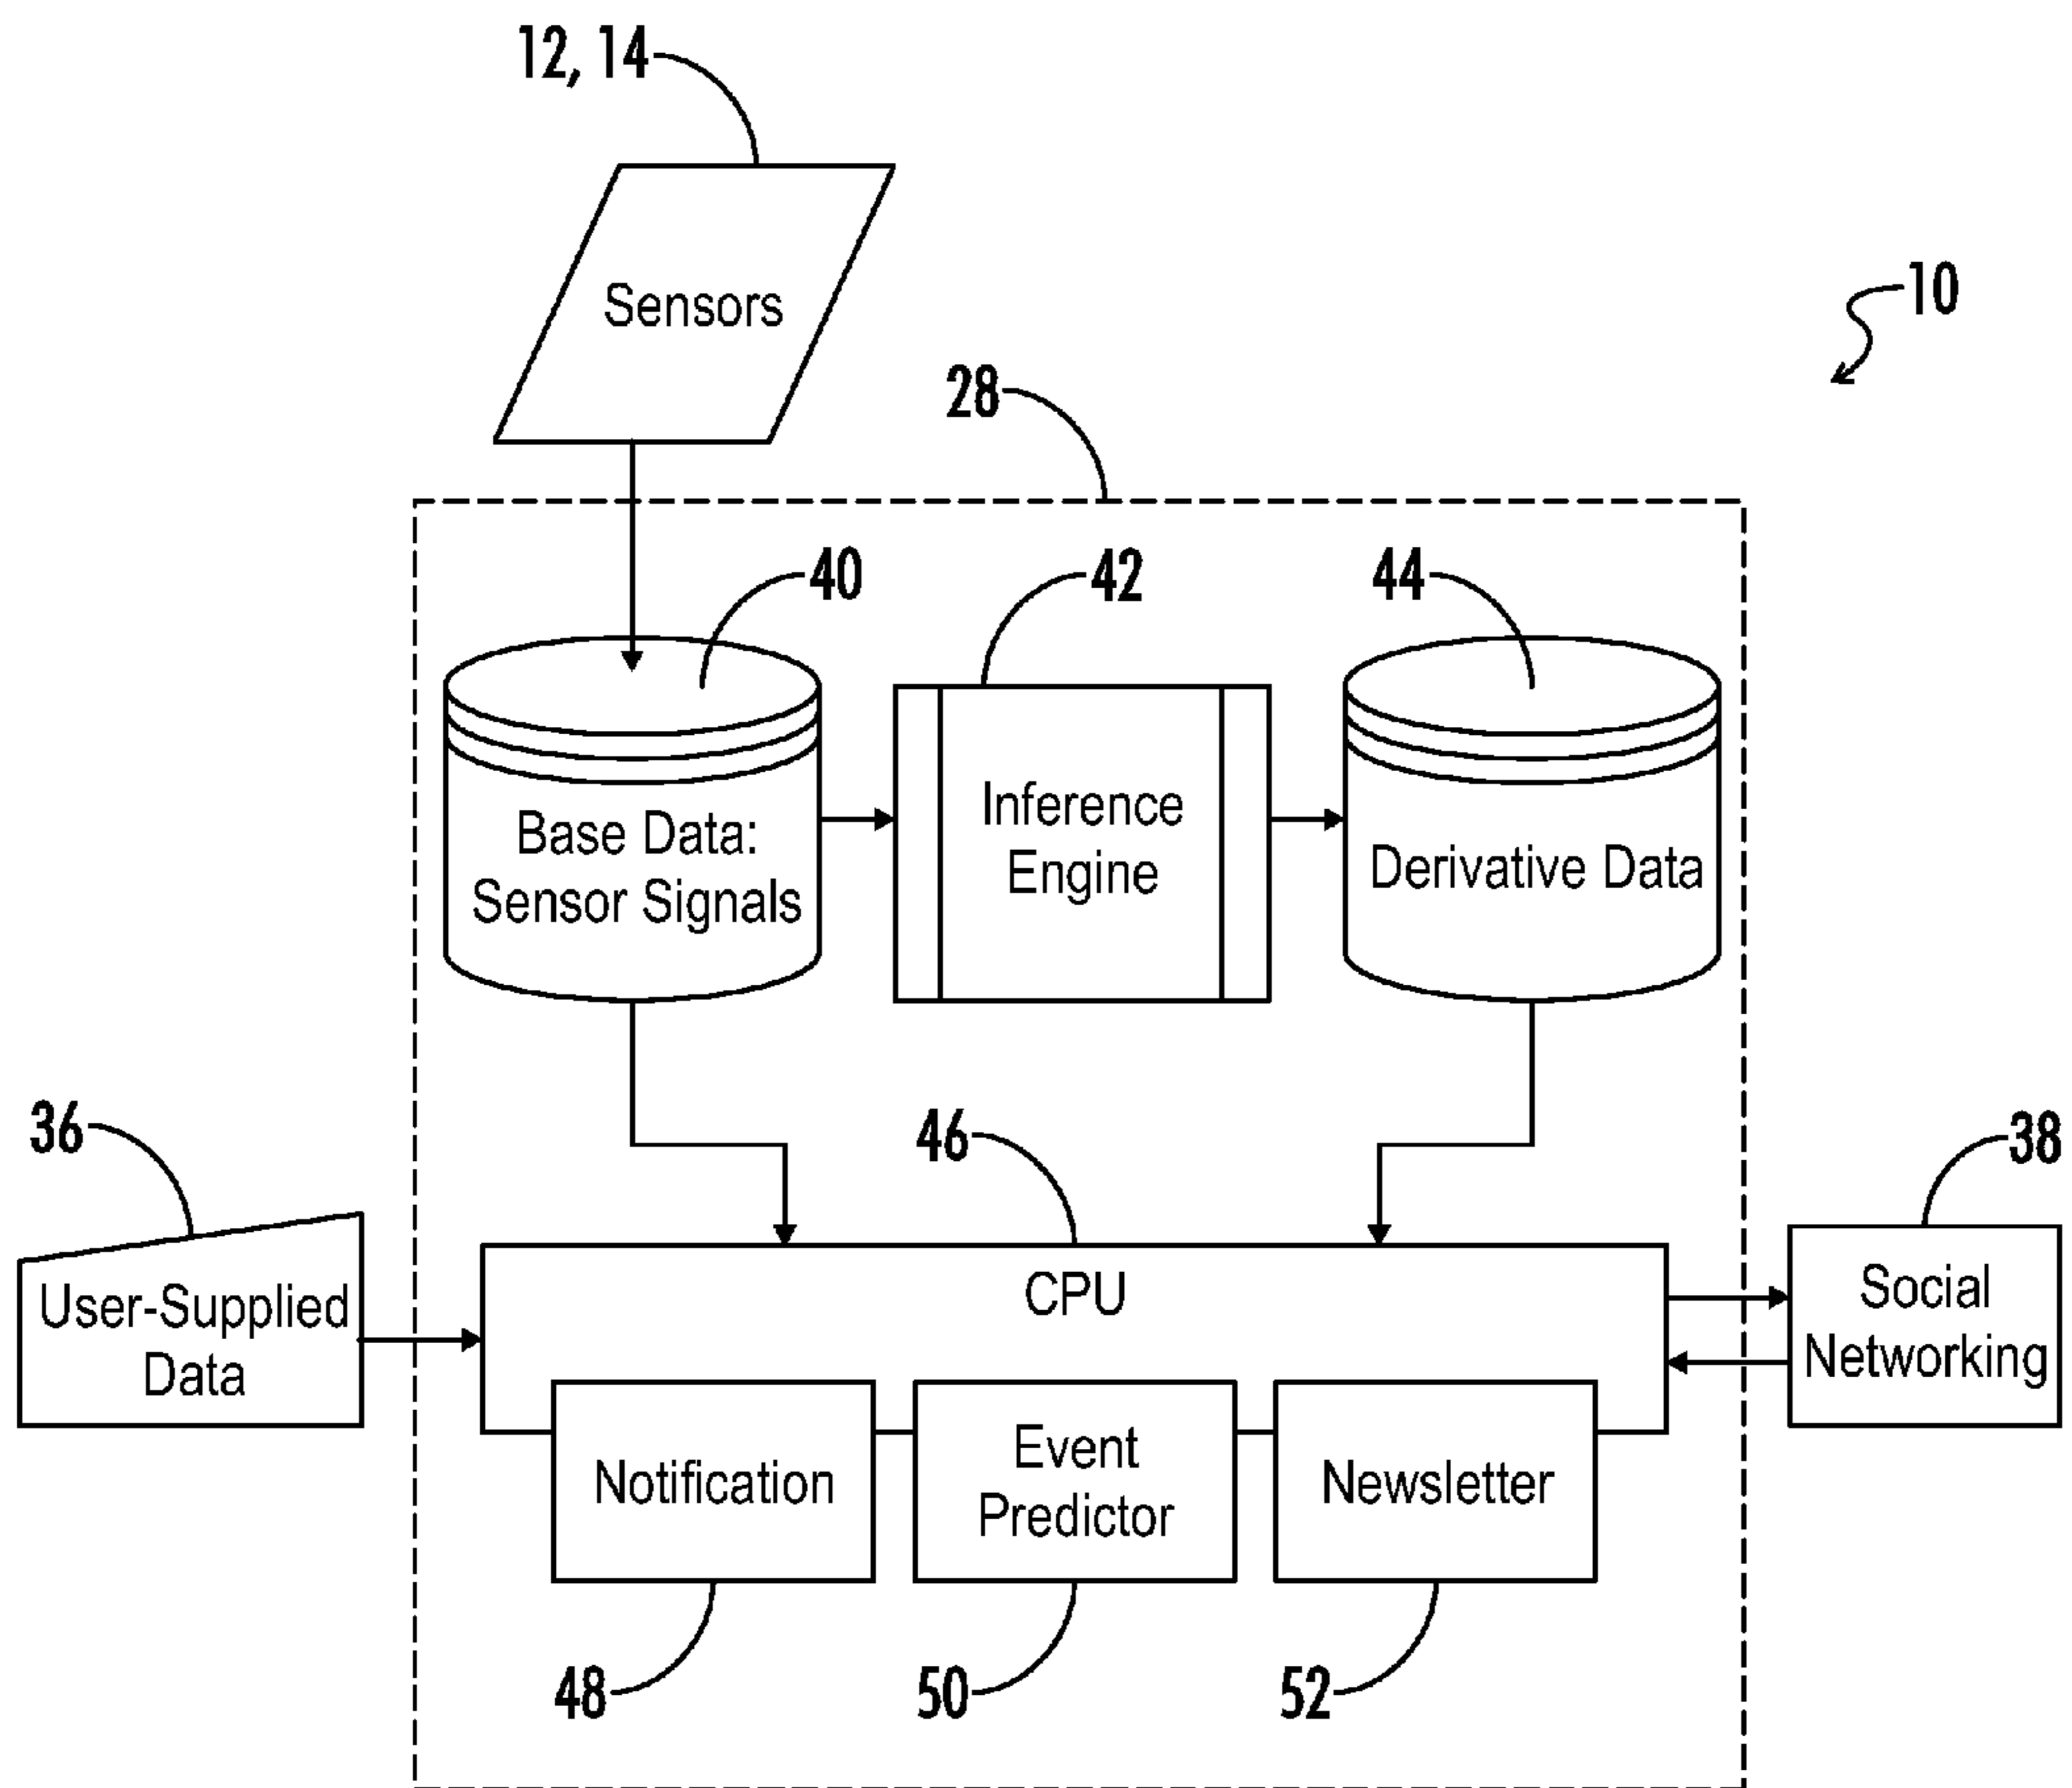 12, 14
Sensors
10
28
40
42
44
Base Data:
Sensor Signals
Inference
Engine
Derivative Data
36
46
38
User-Supplied
Data
CPU
Social
Networking
Notification
Event
Predictor
Newsletter
48
50
52